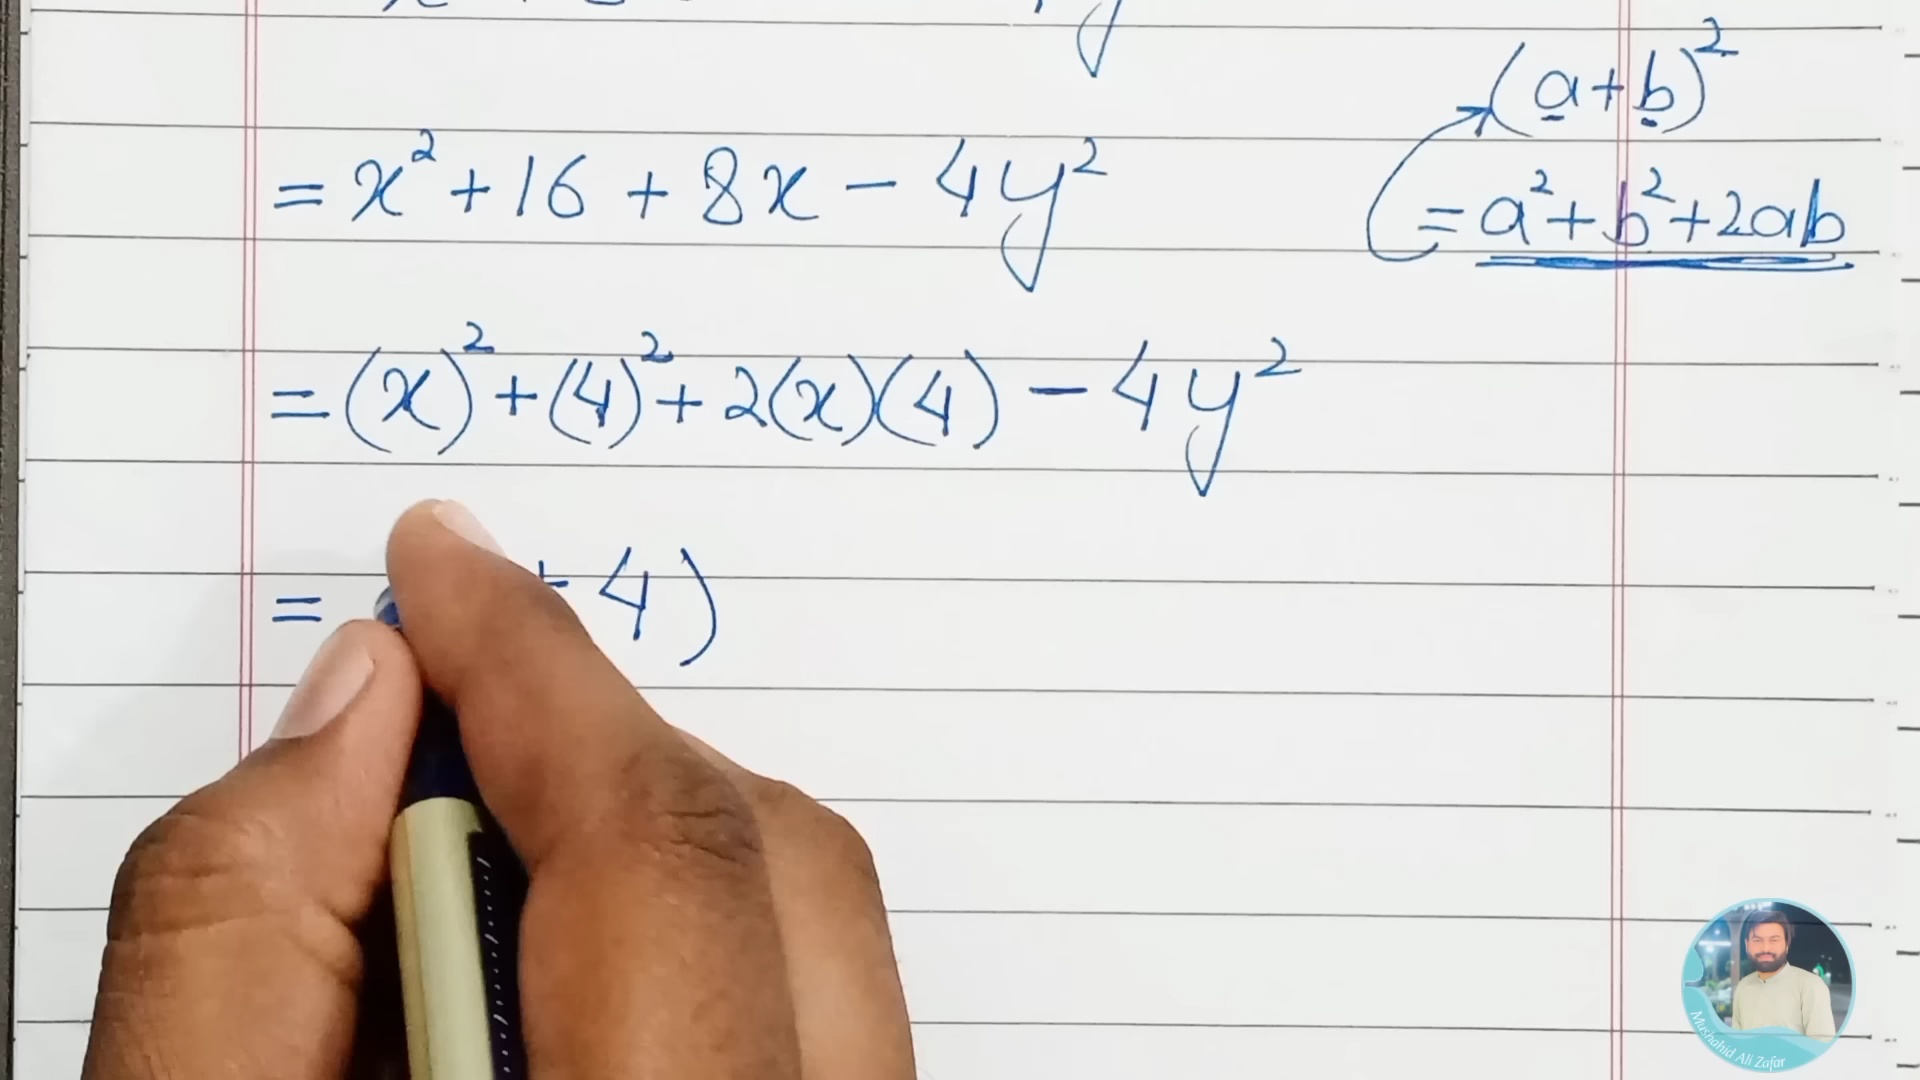 = x² + 16 + 8x - 4y²
(a+b)²
= a² + b² + 2ab
= (x)² + (4)² + 2(x)(4) - 4y²
= + 4)
Mushahid Ali Zafar